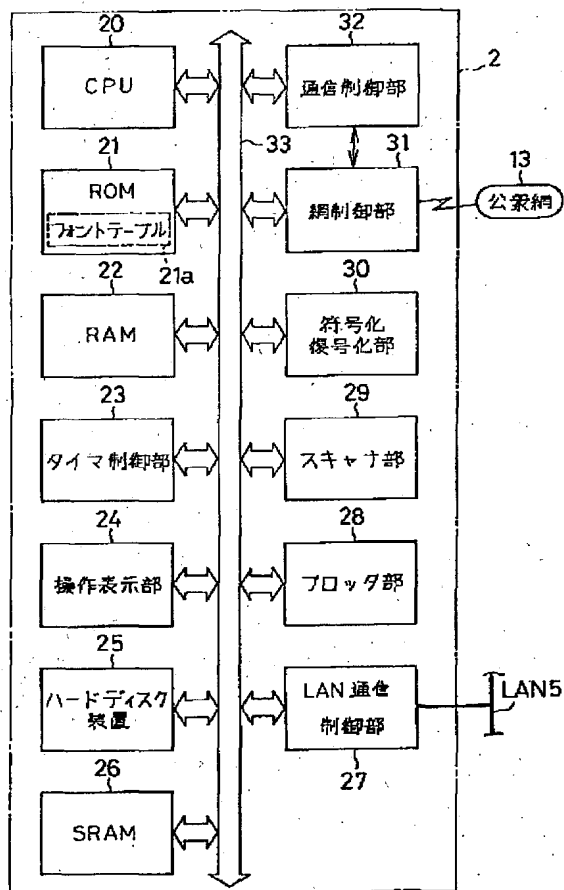 20
CPU
32
通信制御部
2
33
21
ROM
フォントテーブル
21a
31
網制御部
13
公衆網
22
RAM
30
符号化
復号化部
23
タイマ制御部
29
スキャナ部
24
操作表示部
28
プロッタ部
25
ハードディスク
装置
LAN通信
制御部
27
LAN5
26
SRAM